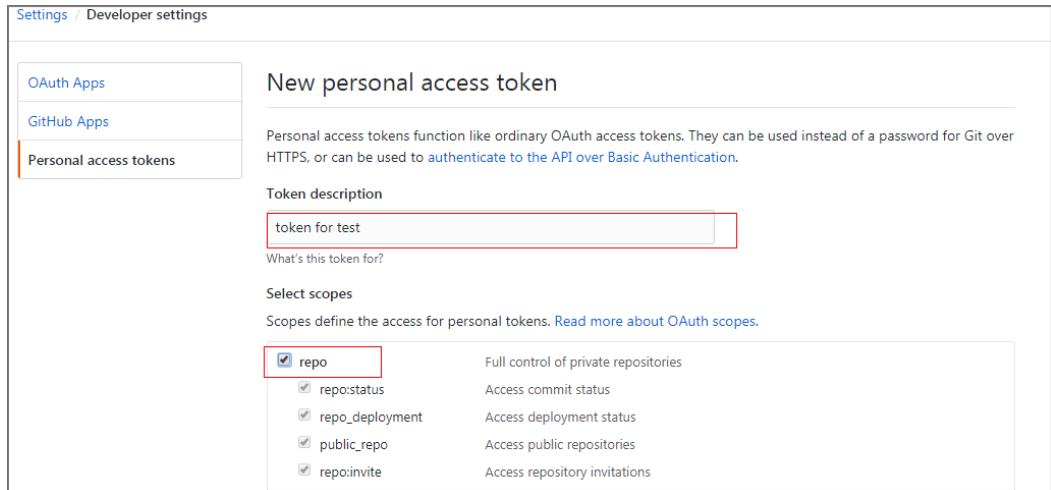 Settings / Developer settings
OAuth Apps
GitHub Apps
Personal access tokens
New personal access token
Personal access tokens function like ordinary OAuth access tokens. They can be used instead of a password for Git over
HTTPS, or can be used to authenticate to the API over Basic Authentication.
Token description
token for test
What's this token for?
Select scopes
Scopes define the access for personal tokens. Read more about OAuth scopes.
repo Full control of private repositories
repo:status Access commit status
repo_deployment Access deployment status
public_repo Access public repositories
repo:invite Access repository invitations